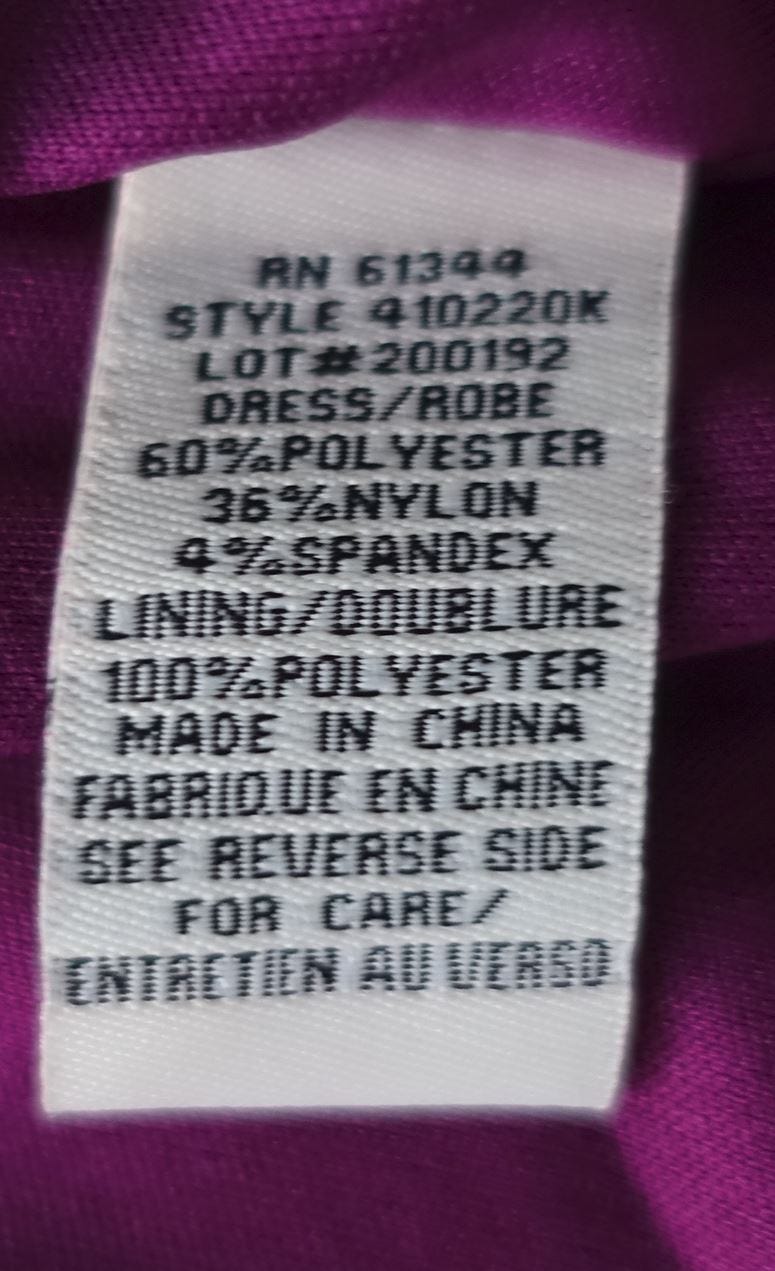 RN 61344
STYLE 410220K
LOT#200192
DRESS/ROBE
60%POLYESTER
36%NYLON
4%SPANDEX
LINING/DOUBLURE
100%POLYESTER
MADE IN CHINA
FABRIQUE EN CHINE
SEE REVERSE SIDE
FOR CARE/
ENTRETIEN AU VERSO